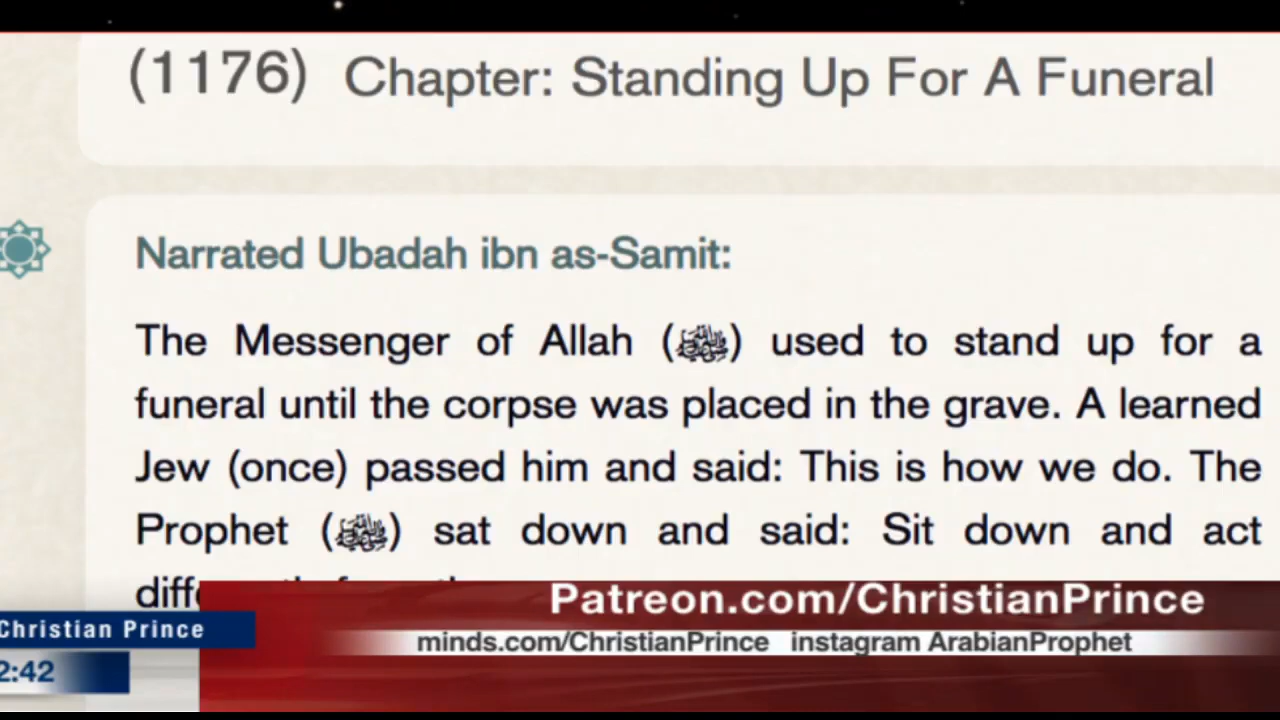 (1176) Chapter: Standing Up For A Funeral
Narrated Ubadah ibn as-Samit:
The Messenger of Allah (ﷺ) used to stand up for a
funeral until the corpse was placed in the grave. A learned
Jew (once) passed him and said: This is how we do. The
Prophet (ﷺ) sat down and said: Sit down and act
Patreon.com/ChristianPrince
Christian Prince
minds.com/ChristianPrince instagram ArabianProphet
2:42